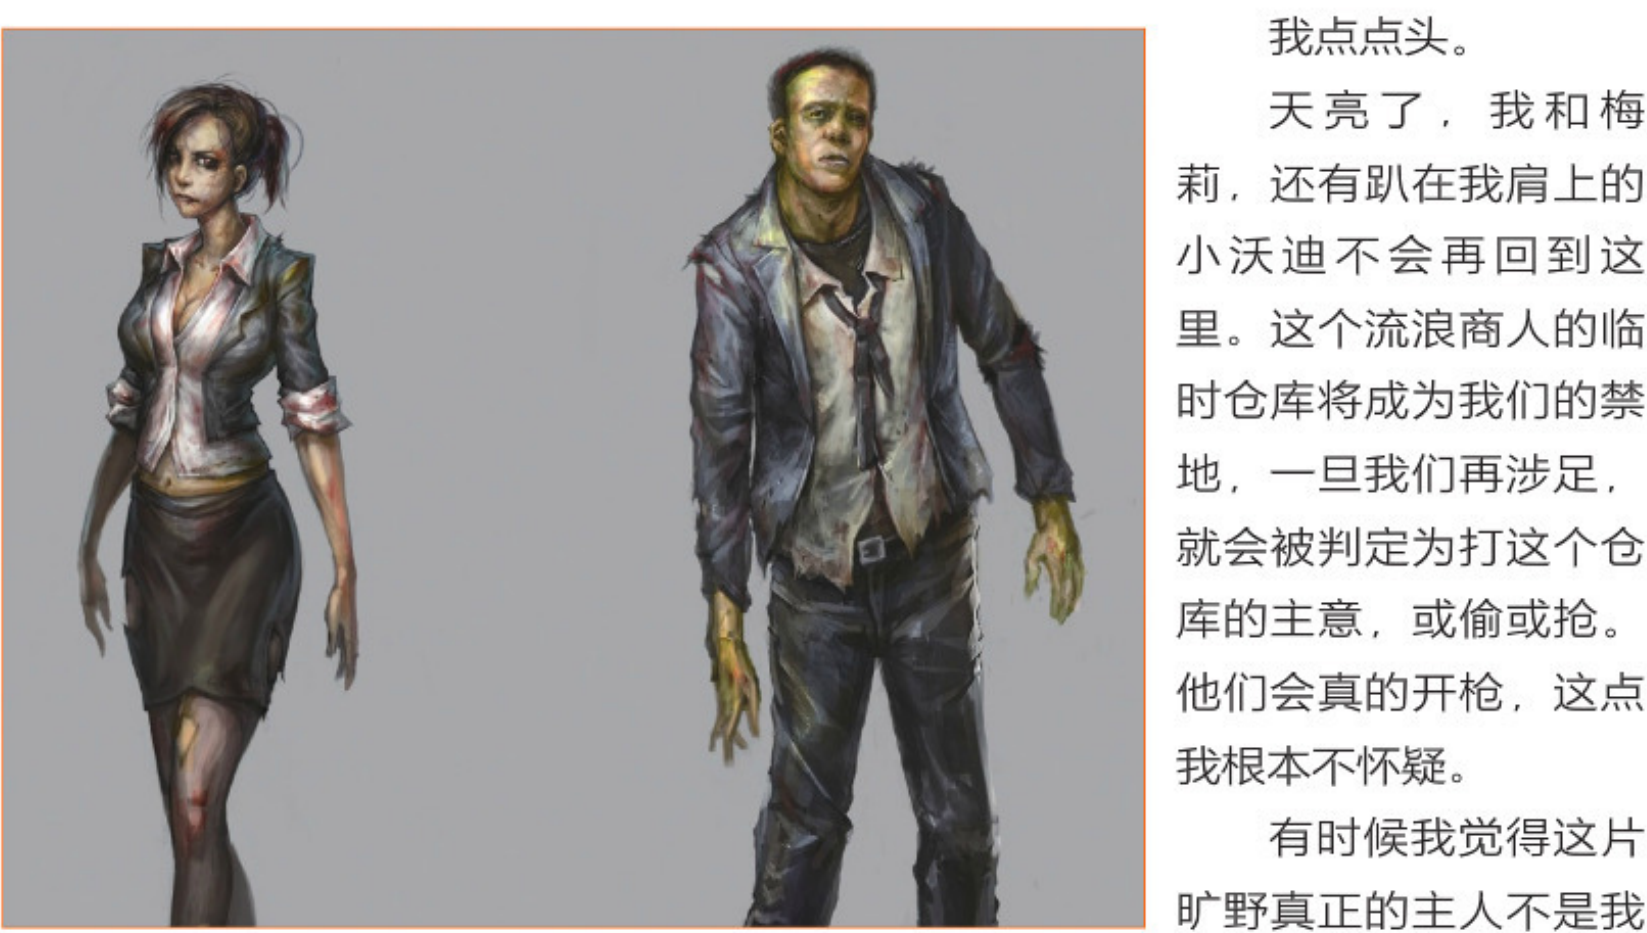 我点点头。
天亮了，我和梅
莉，还有趴在我肩上的
小沃迪不会再回到这
里。这个流浪商人的临
时仓库将成为我们的禁
地，一旦我们再涉足，
就会被判定为打这个仓
库的主意，或偷或抢。
他们会真的开枪，这点
我根本不怀疑。
有时候我觉得这片
旷野真正的主人不是我